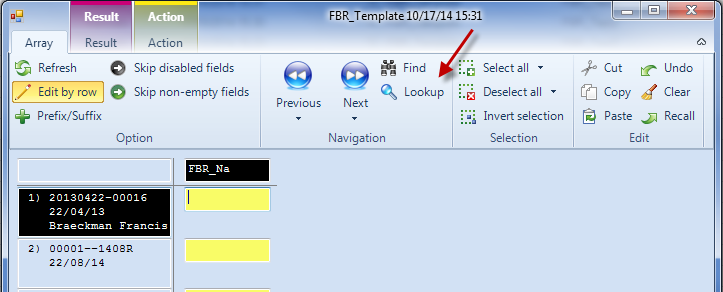 Result Action FBR_Template 10/17/14 15:31
Array Result Action
Refresh Skip disabled fields Find Select all Cut Undo
Edit by row Skip non-empty fields Previous Next Lookup Deselect all Copy Clear
Prefix/Suffix Invert selection Paste Recall
Option Navigation Selection Edit
FBR_Na
1) 20130422-00016
22/04/13
Braeckman Francis
2) 00001--1408R
22/08/14